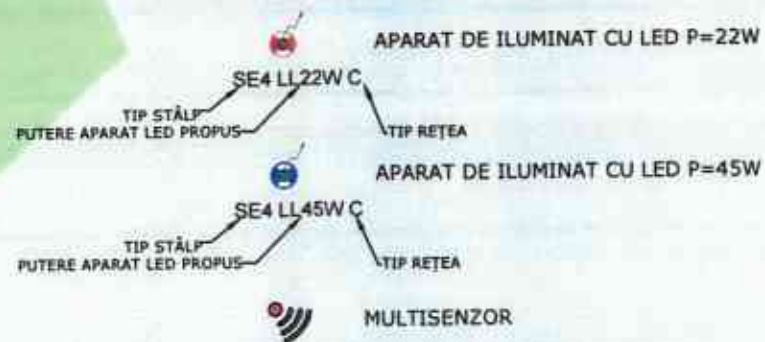 APARAT DE ILUMINAT CU LED P=22W
SE4 LL22W C
TIP STÂLP
PUTERE APARAT LED PROPUS
TIP REȚEA
APARAT DE ILUMINAT CU LED P=45W
SE4 LL45W C
TIP STÂLP
PUTERE APARAT LED PROPUS
TIP REȚEA
MULTISENZOR